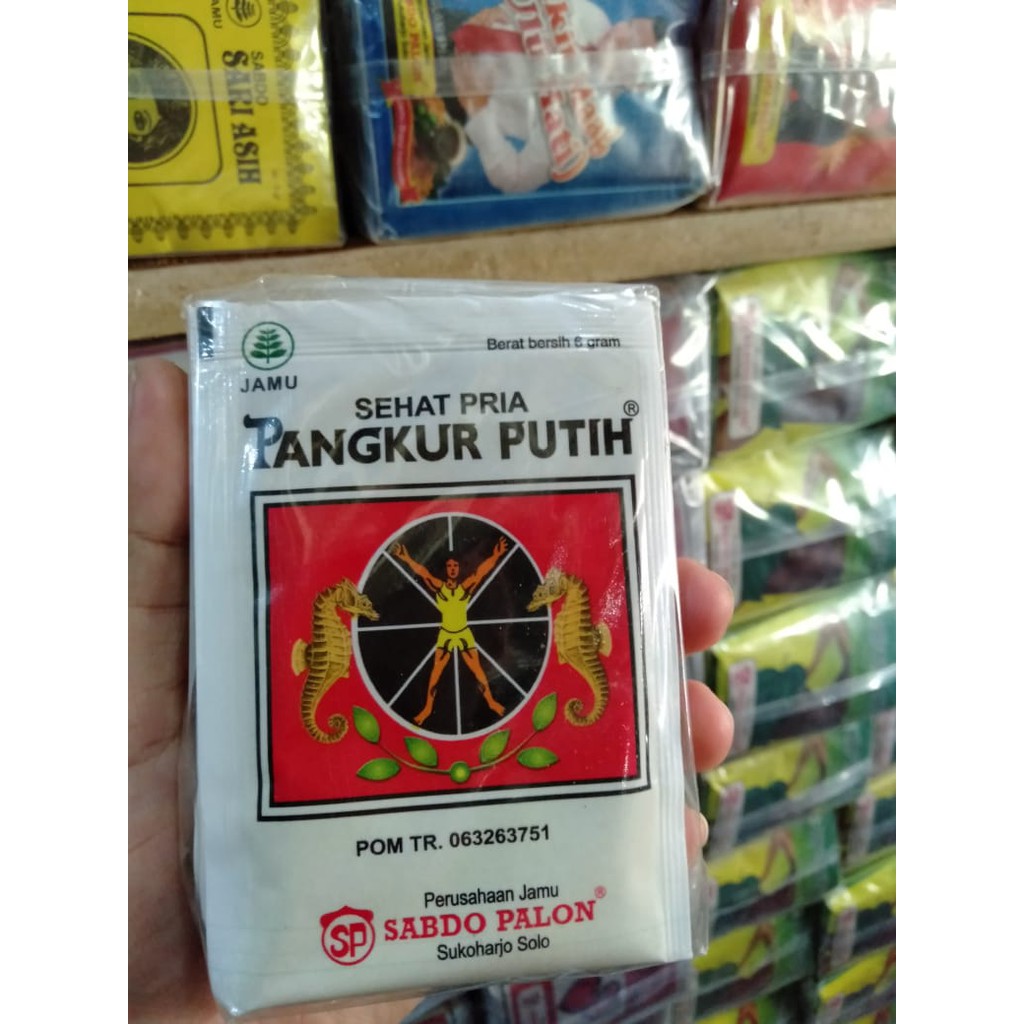 JAMU
SABDO
SARI ASIH
JAMU
Berat bersih 6 gram
SEHAT PRIA
PANGKUR PUTIH®
POM TR. 063263751
Perusahaan Jamu
SP SABDO PALON®
Sukoharjo Solo